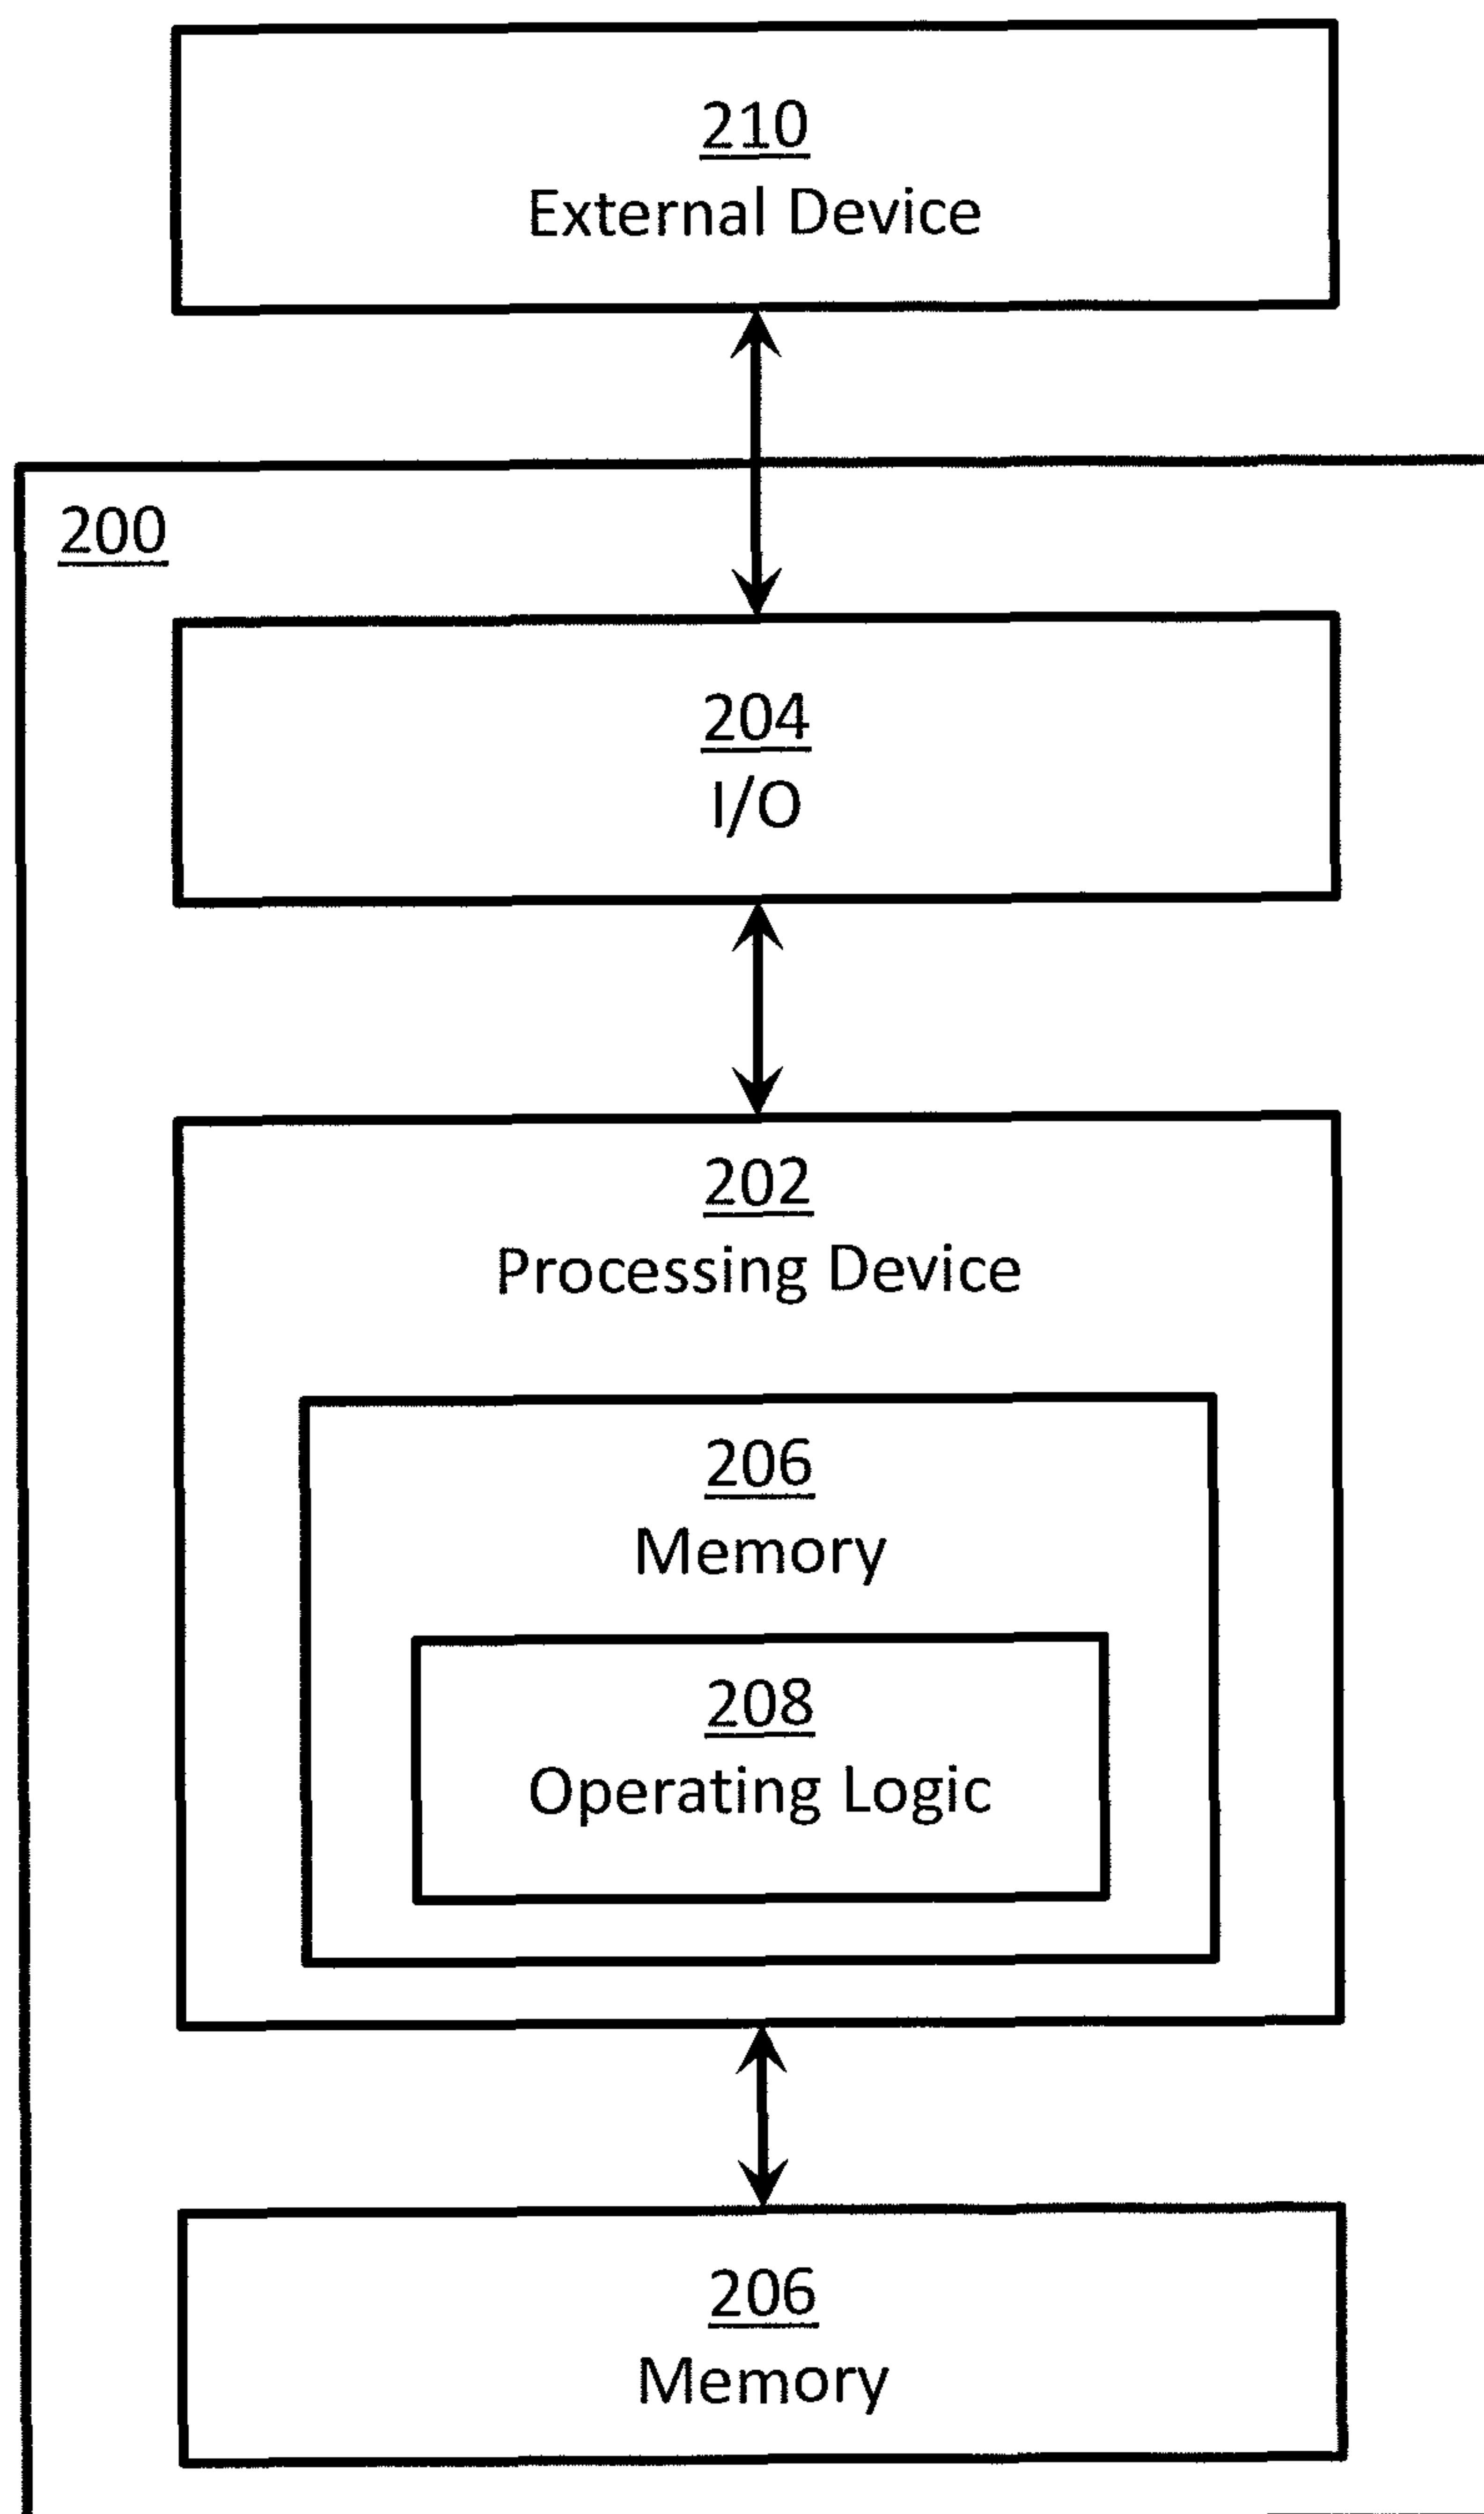 210
External Device
200
204
I/O
202
Processing Device
206
Memory
208
Operating Logic
206
Memory